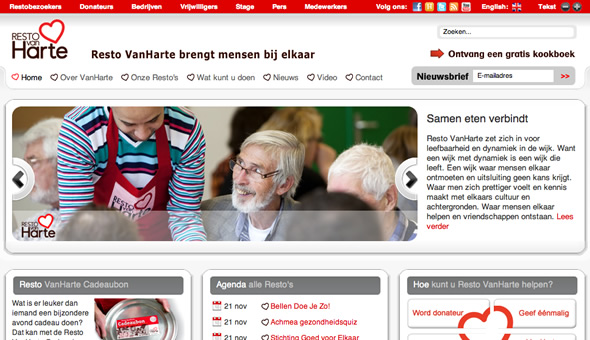 Restobezoekers Donateurs Bedrijven Vrijwilligers Stage Pers Medewerkers Volg ons: English: Tekst
RESTO
van
Harte
Resto VanHarte brengt mensen bij elkaar
Zoeken...
Ontvang een gratis kookboek
Home Over VanHarte Onze Resto's Wat kunt u doen Nieuws Video Contact
Nieuwsbrief E-mailadres >>
Samen eten verbindt
Resto VanHarte zet zich in voor
leefbaarheid en dynamiek in de wijk. Want
een wijk met dynamiek is een wijk die
leeft. Een wijk waar mensen elkaar
ontmoeten en uitsluiting geen kans krijgt.
Waar men zich prettiger voelt en kennis
maakt met elkaars cultuur en
achtergronden. Waar mensen elkaar
helpen en vriendschappen ontstaan. Lees
verder
RESTO
van
Harte
RESTO
van
Harte
Resto VanHarte Cadeaubon
Wat is er leuker dan
iemand een bijzondere
avond cadeau doen?
Dat kan met de Resto
Cadeaubon
Agenda alle Resto's
21 nov Bellen Doe Je Zo!
21 nov Achmea gezondheidsquiz
21 nov Stichting Goed voor Elkaar
Hoe kunt u Resto VanHarte helpen?
Word donateur Geef éénmalig